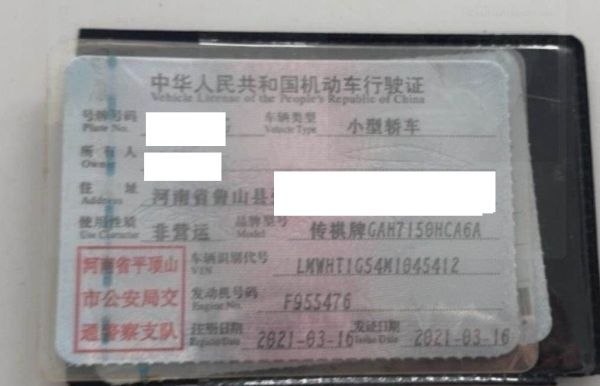 中华人民共和国机动车行驶证
Vehicle License of the People's Republic of China
号牌号码 车辆类型 小型轿车
Plate No. Vehicle Type
所有人
Owner
住址 河南省鲁山县
Address
使用性质 非营运 品牌型号 传祺牌GAH7150HCA6A
Use Character Model
河南省平顶山
市公安局交
通警察支队
车辆识别代号 LMWHT1G54M1045412
VIN
发动机号码 F955476
Engine No.
注册日期 2021-03-16 发证日期 2021-03-16
Register Date Issue Date